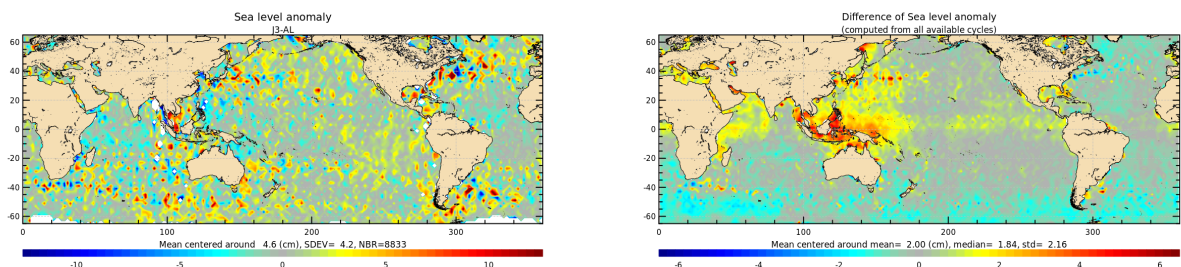 Sea level anomaly
J3-AL
60
40
20
0
-20
-40
-60
0 100 200 300
Mean centered around 4.6 (cm), SDEV= 4.2, NBR=8833
-10 -5 0 5 10
Difference of Sea level anomaly
(computed from all available cycles)
60
40
20
0
-20
-40
-60
0 100 200 300
Mean centered around mean= 2.00 (cm), median= 1.84, std= 2.16
-6 -4 -2 0 2 4 6